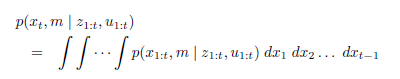 p(x_t, m | z_{1:t}, u_{1:t})
= ∫ ∫ ⋯ ∫ p(x_{1:t}, m | z_{1:t}, u_{1:t}) dx_1 dx_2 … dx_{t−1}